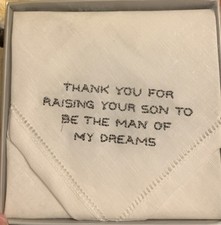 THANK YOU FOR
RAISING YOUR SON TO
BE THE MAN OF
MY DREAMS